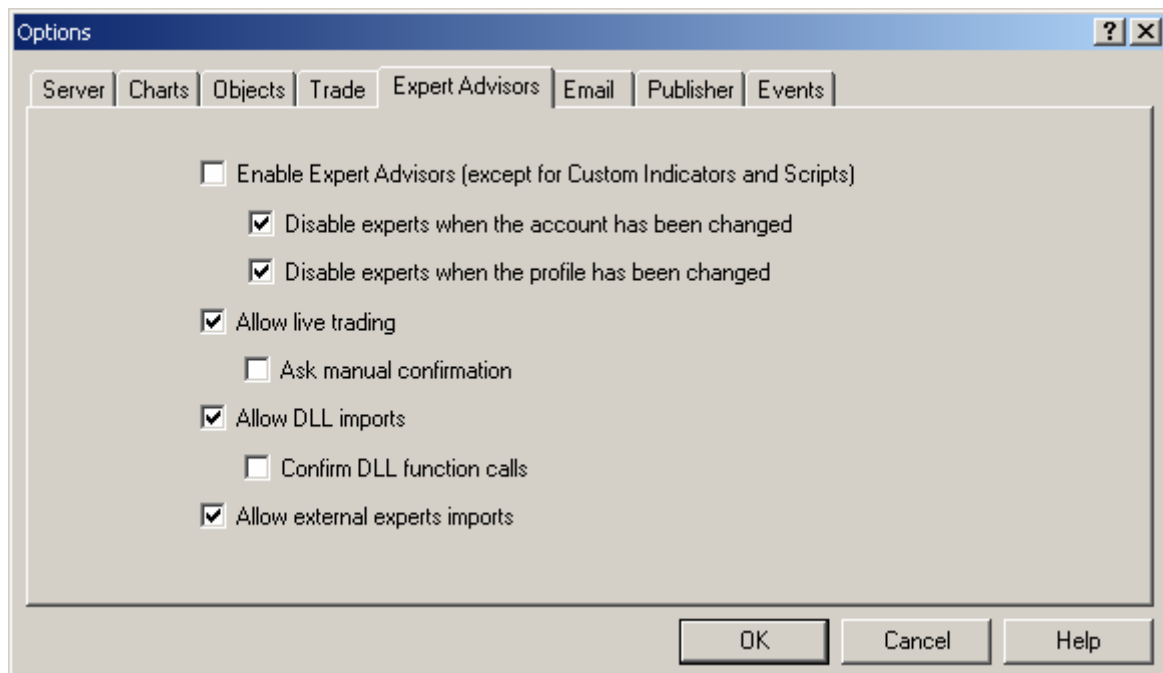 Options
Server Charts Objects Trade Expert Advisors Email Publisher Events
Enable Expert Advisors (except for Custom Indicators and Scripts)
Disable experts when the account has been changed
Disable experts when the profile has been changed
Allow live trading
Ask manual confirmation
Allow DLL imports
Confirm DLL function calls
Allow external experts imports
OK Cancel Help